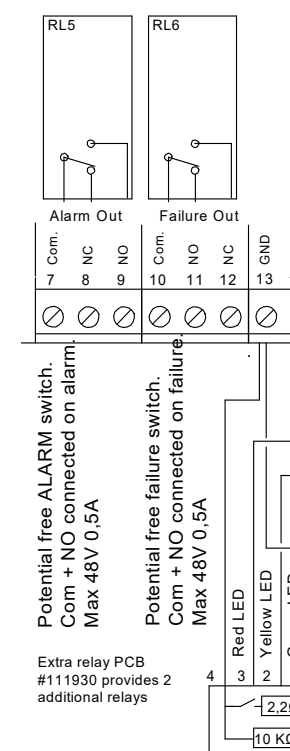 RL5
RL6
Alarm Out
Failure Out
Com.
NC
NO
Com.
NO
NC
GND
7
8
9
10
11
12
13
Potential free ALARM switch.
Com + NO connected on alarm.
Max 48V 0,5A
Potential free failure switch.
Com + NO connected on failure.
Max 48V 0,5A
Red LED
Yellow LED
Extra relay PCB
#111930 provides 2
additional relays
4
3
2
10 K